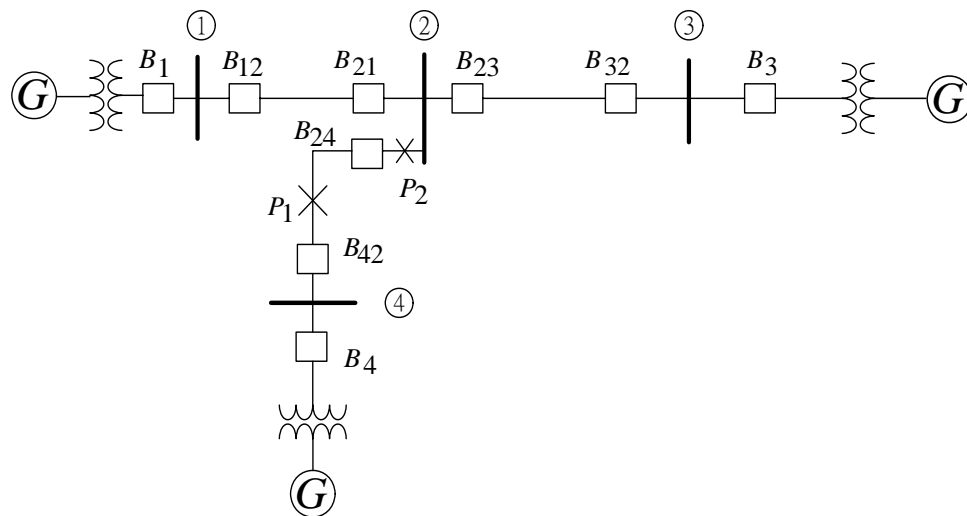 ① ② ③
G B1 B12 B21 B23 B32 B3 G
B24
P1 P2
B42
④
B4
G